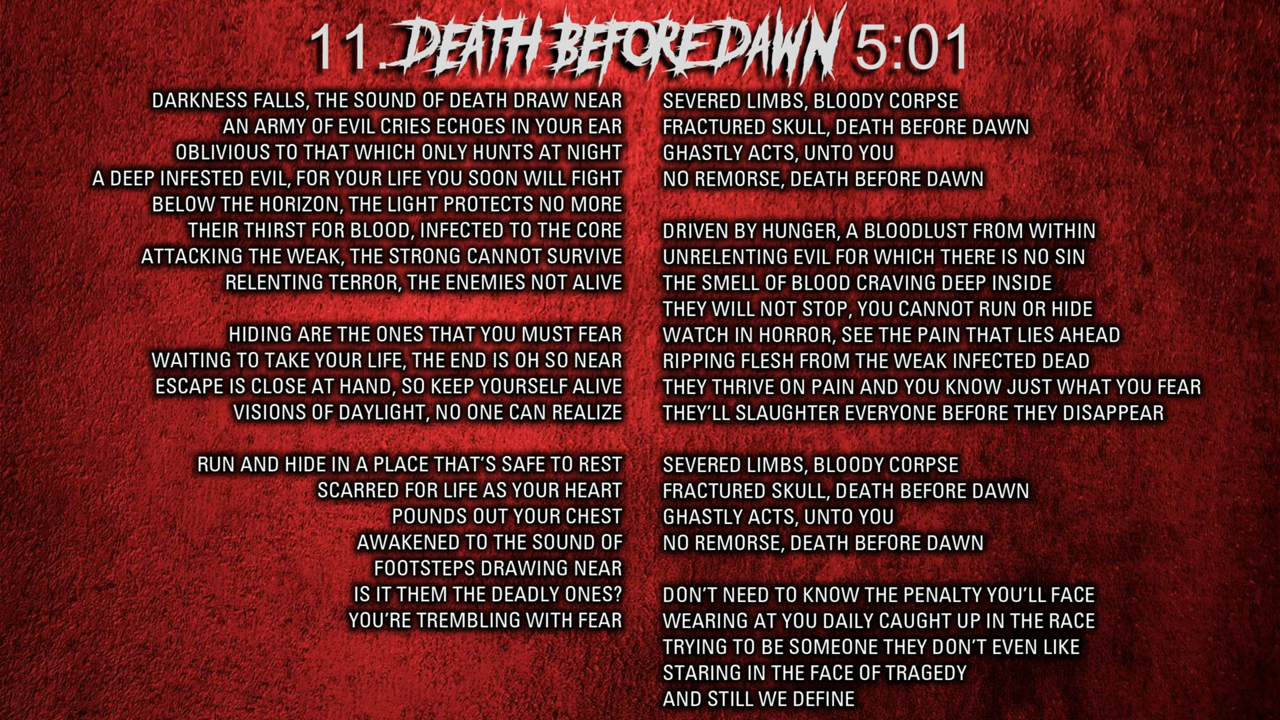 11. DEATH BEFORE DAWN 5:01
DARKNESS FALLS, THE SOUND OF DEATH DRAW NEAR
AN ARMY OF EVIL CRIES ECHOES IN YOUR EAR
OBLIVIOUS TO THAT WHICH ONLY HUNTS AT NIGHT
A DEEP INFESTED EVIL, FOR YOUR LIFE YOU SOON WILL FIGHT
BELOW THE HORIZON, THE LIGHT PROTECTS NO MORE
THEIR THIRST FOR BLOOD, INFECTED TO THE CORE
ATTACKING THE WEAK, THE STRONG CANNOT SURVIVE
RELENTING TERROR, THE ENEMIES NOT ALIVE
HIDING ARE THE ONES THAT YOU MUST FEAR
WAITING TO TAKE YOUR LIFE, THE END IS OH SO NEAR
ESCAPE IS CLOSE AT HAND, SO KEEP YOURSELF ALIVE
VISIONS OF DAYLIGHT, NO ONE CAN REALIZE
RUN AND HIDE IN A PLACE THAT'S SAFE TO REST
SCARRED FOR LIFE AS YOUR HEART
POUNDS OUT YOUR CHEST
AWAKENED TO THE SOUND OF
FOOTSTEPS DRAWING NEAR
IS IT THEM THE DEADLY ONES?
YOU'RE TREMBLING WITH FEAR
SEVERED LIMBS, BLOODY CORPSE
FRACTURED SKULL, DEATH BEFORE DAWN
GHASTLY ACTS, UNTO YOU
NO REMORSE, DEATH BEFORE DAWN
DRIVEN BY HUNGER, A BLOODLUST FROM WITHIN
UNRELENTING EVIL FOR WHICH THERE IS NO SIN
THE SMELL OF BLOOD CRAVING DEEP INSIDE
THEY WILL NOT STOP, YOU CANNOT RUN OR HIDE
WATCH IN HORROR, SEE THE PAIN THAT LIES AHEAD
RIPPING FLESH FROM THE WEAK INFECTED DEAD
THEY THRIVE ON PAIN AND YOU KNOW JUST WHAT YOU FEAR
THEY'LL SLAUGHTER EVERYONE BEFORE THEY DISAPPEAR
SEVERED LIMBS, BLOODY CORPSE
FRACTURED SKULL, DEATH BEFORE DAWN
GHASTLY ACTS, UNTO YOU
NO REMORSE, DEATH BEFORE DAWN
DON'T NEED TO KNOW THE PENALTY YOU'LL FACE
WEARING AT YOU DAILY CAUGHT UP IN THE RACE
TRYING TO BE SOMEONE THEY DON'T EVEN LIKE
STARING IN THE FACE OF TRAGEDY
AND STILL WE DEFINE